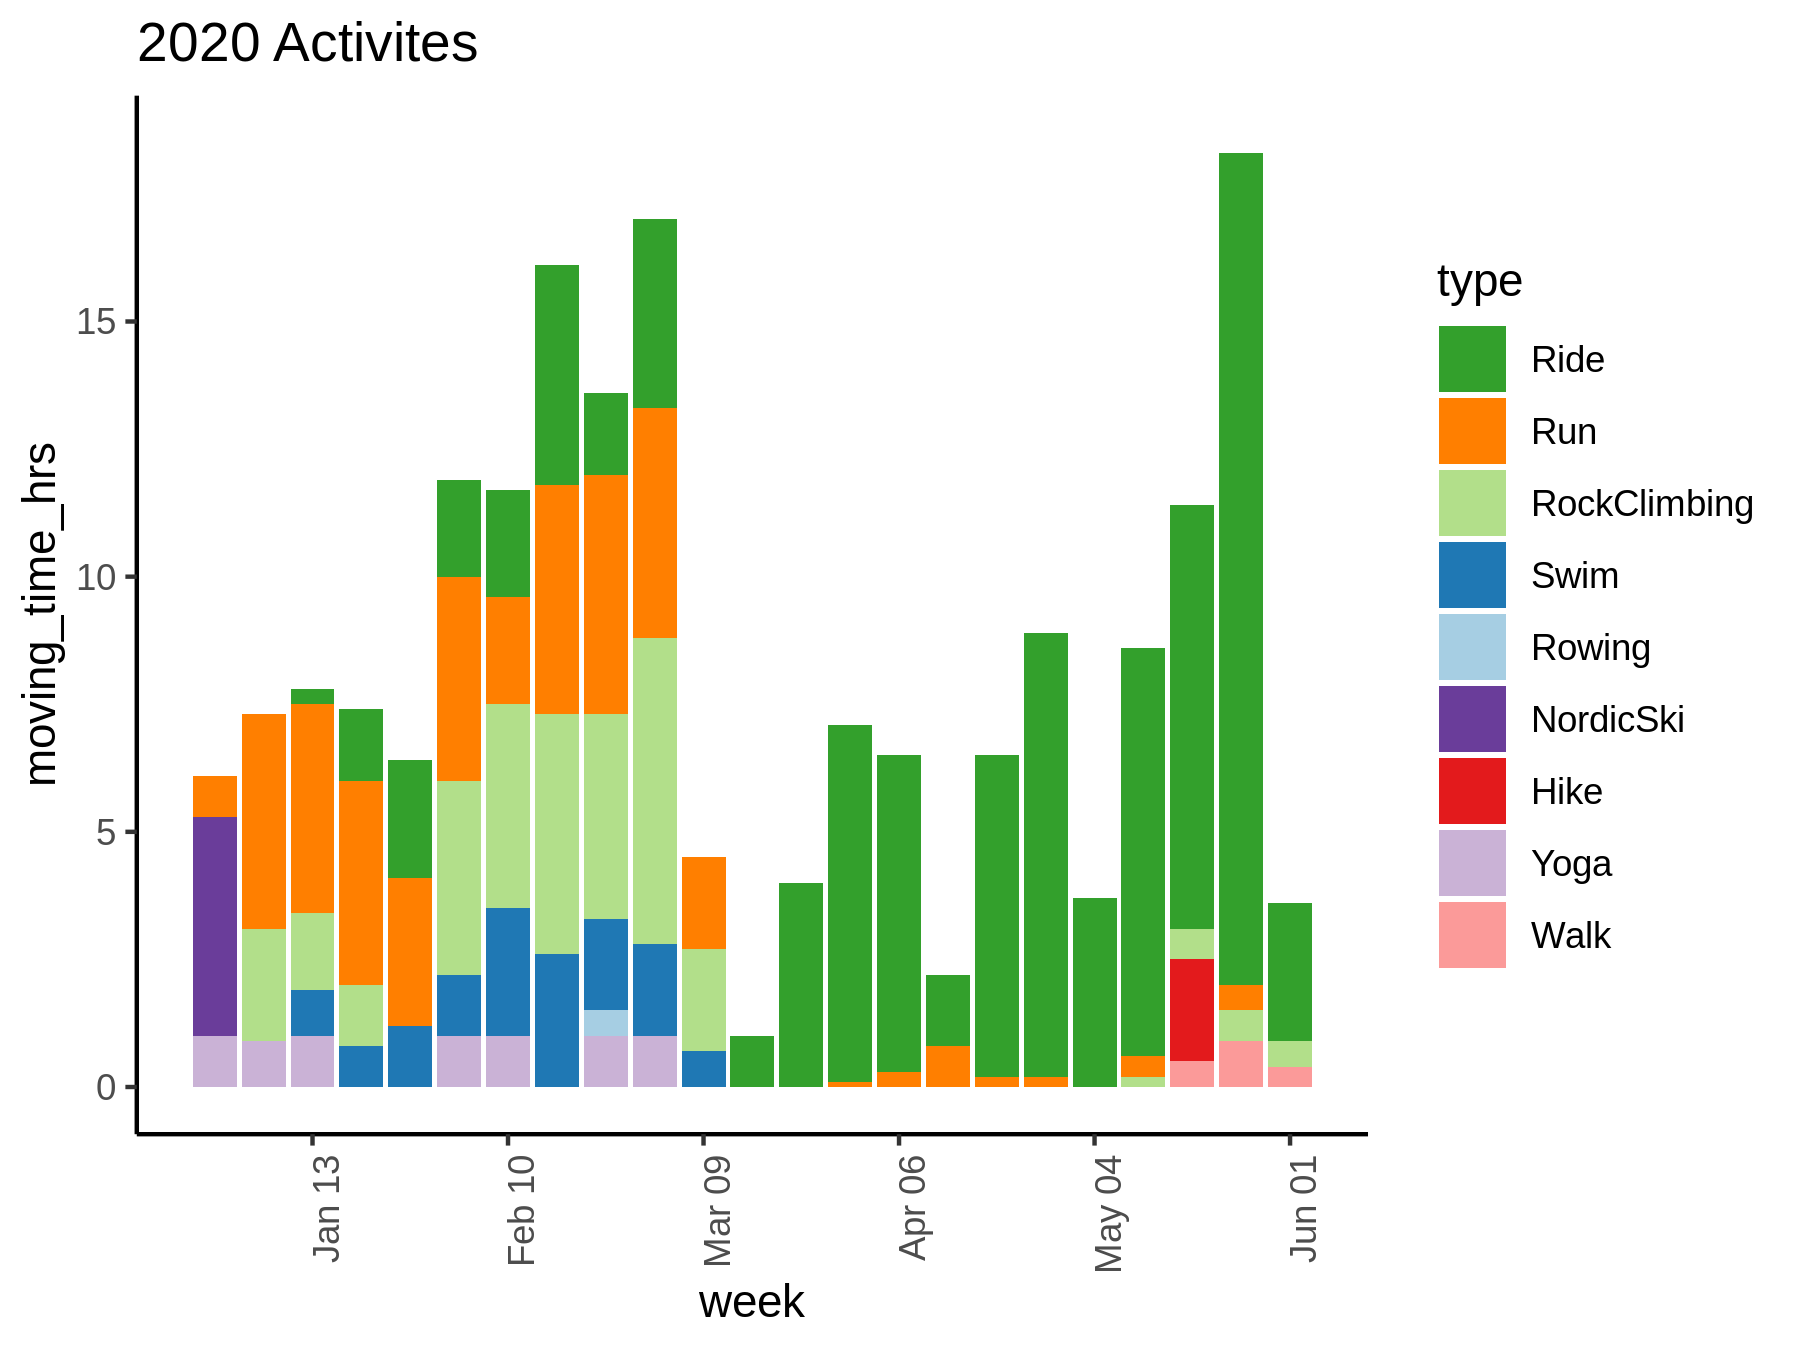 2020 Activites
moving_time_hrs
15
10
5
0
Jan 13
Feb 10
Mar 09
Apr 06
May 04
Jun 01
week
type
Ride
Run
RockClimbing
Swim
Rowing
NordicSki
Hike
Yoga
Walk